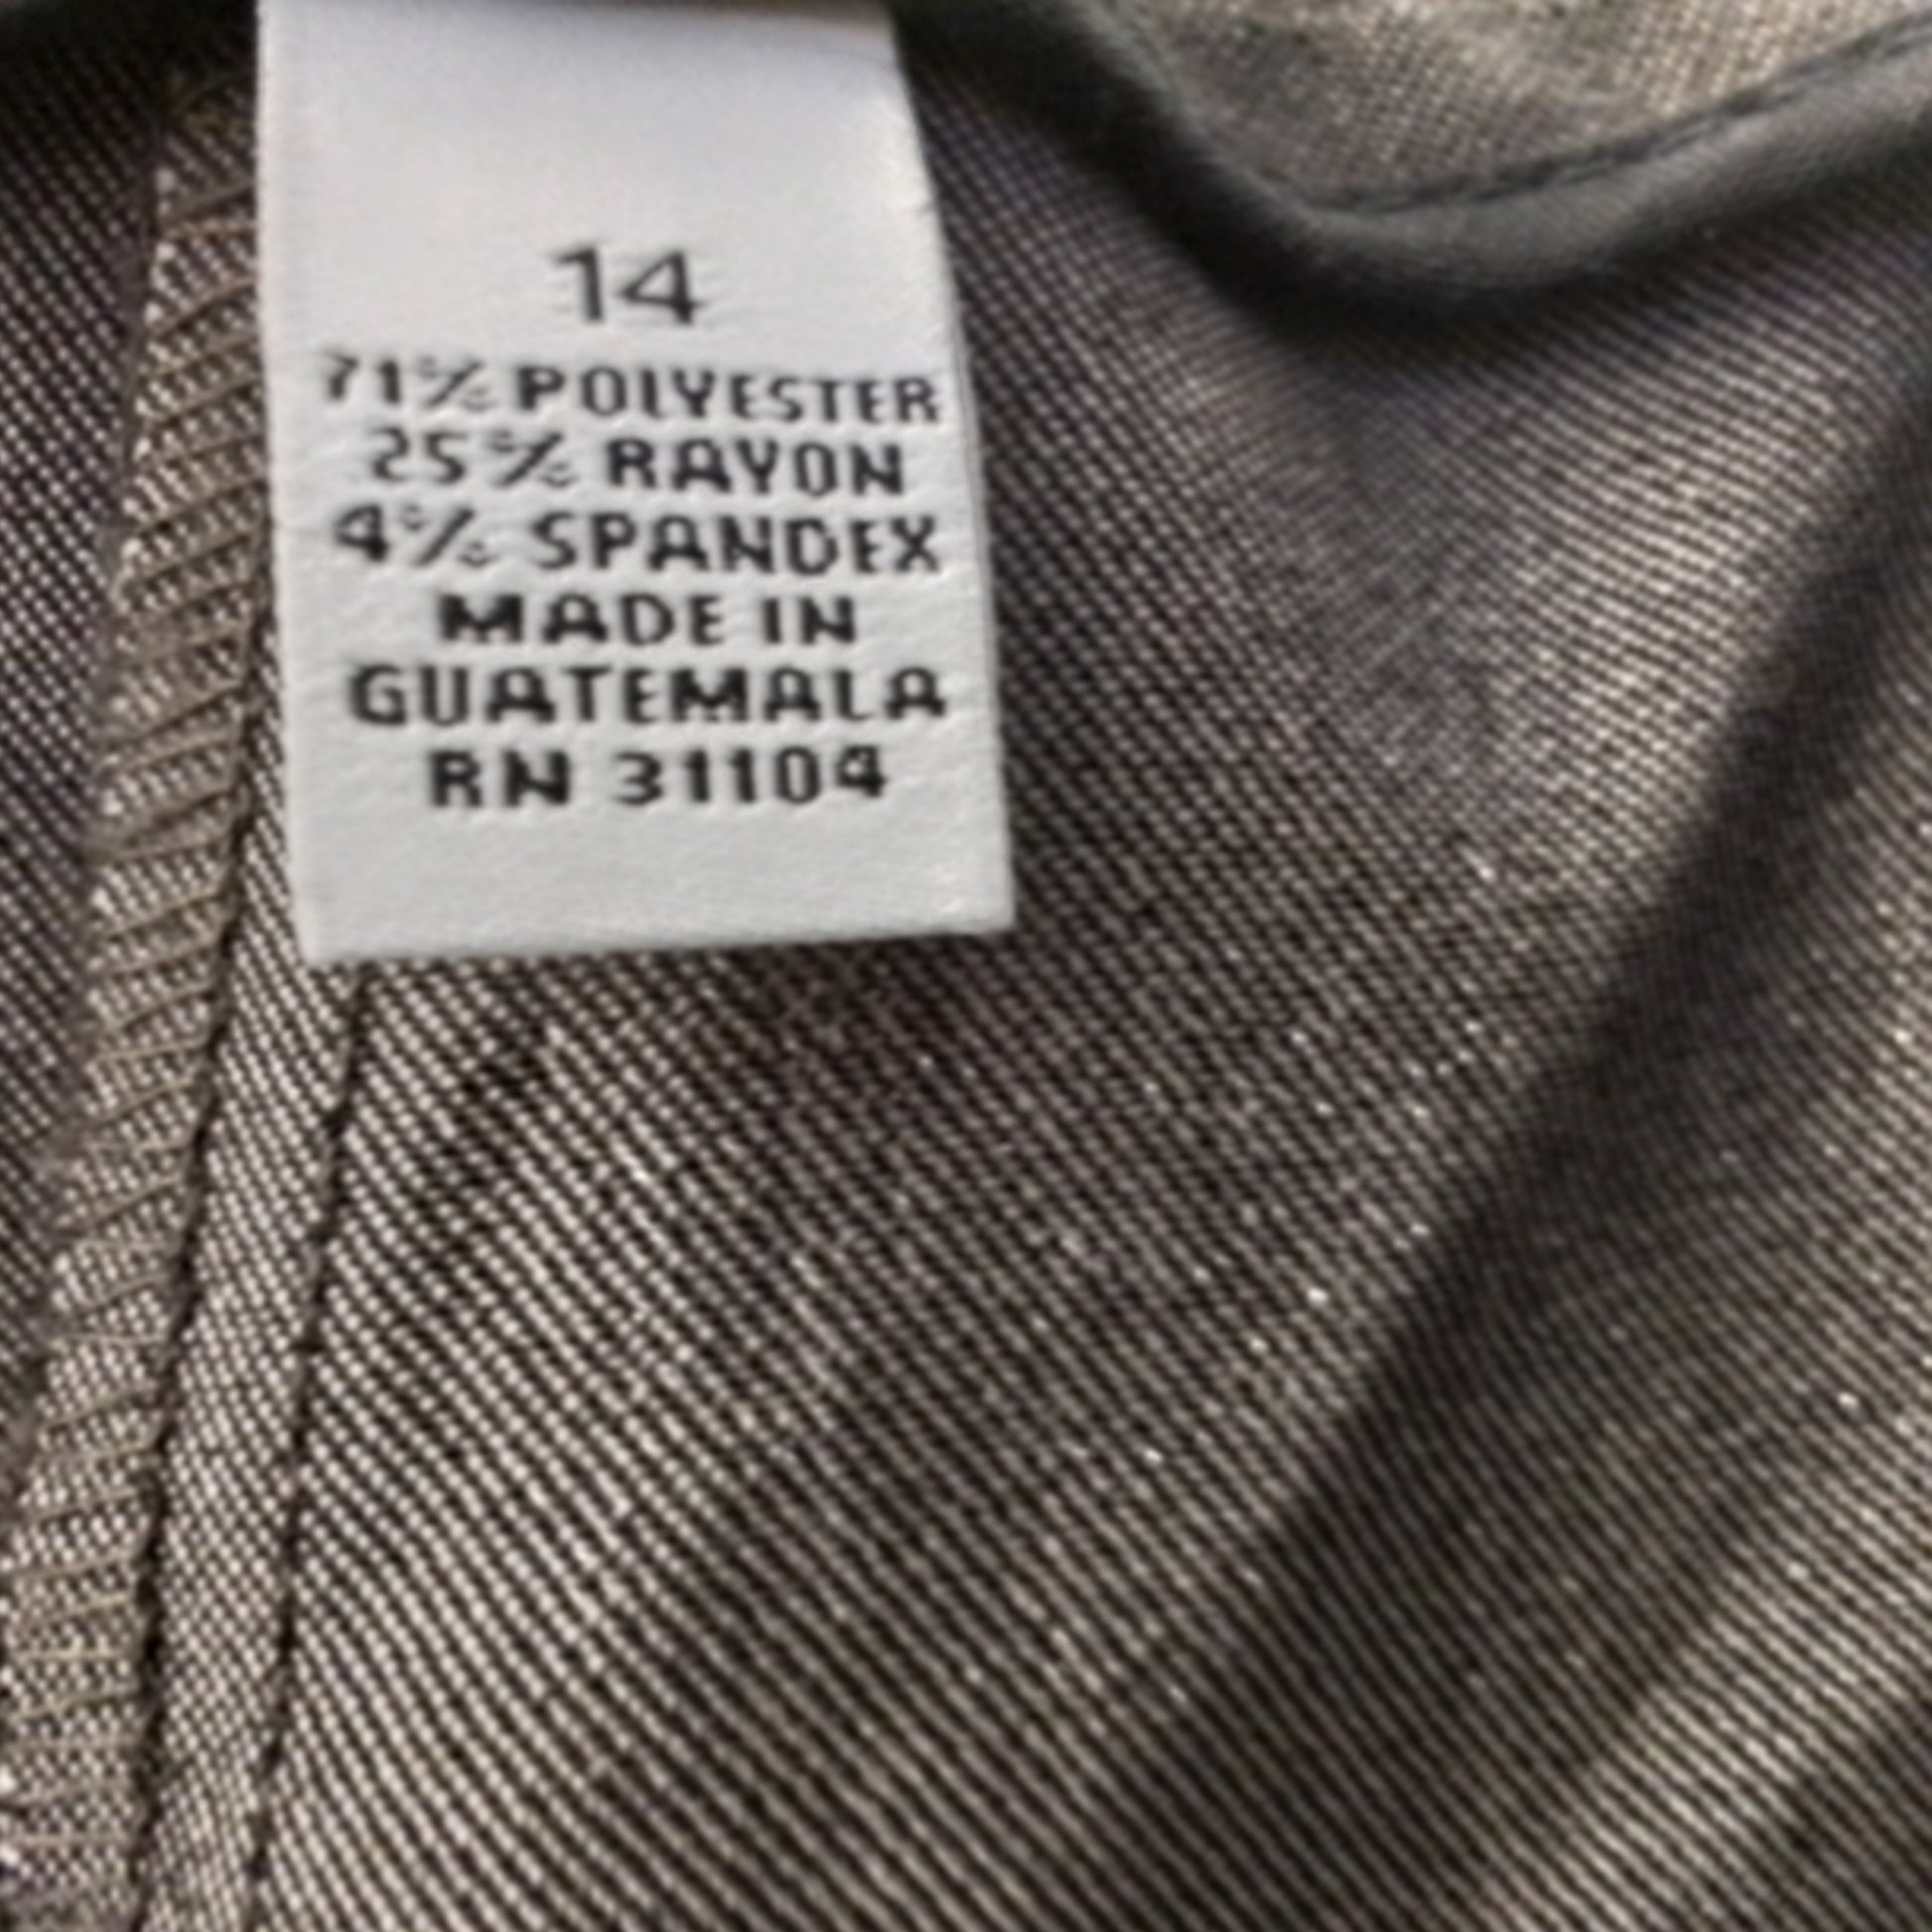 14
71% POLYESTER
25% RAYON
4% SPANDEX
MADE IN
GUATEMALA
RN 31104